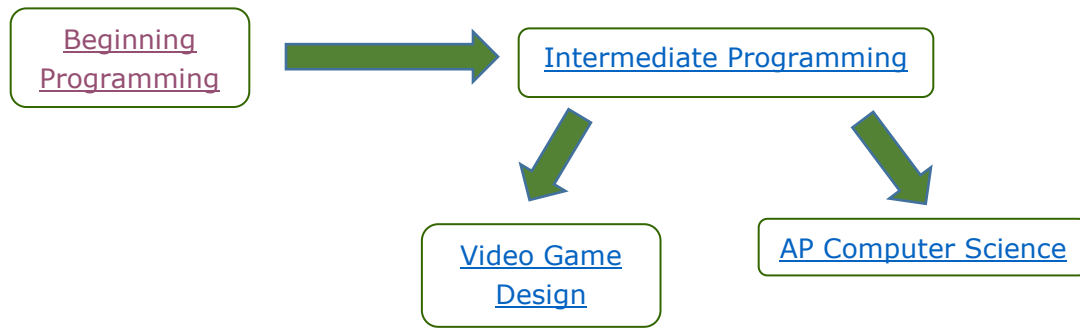 Beginning
Programming
Intermediate Programming
Video Game
Design
AP Computer Science